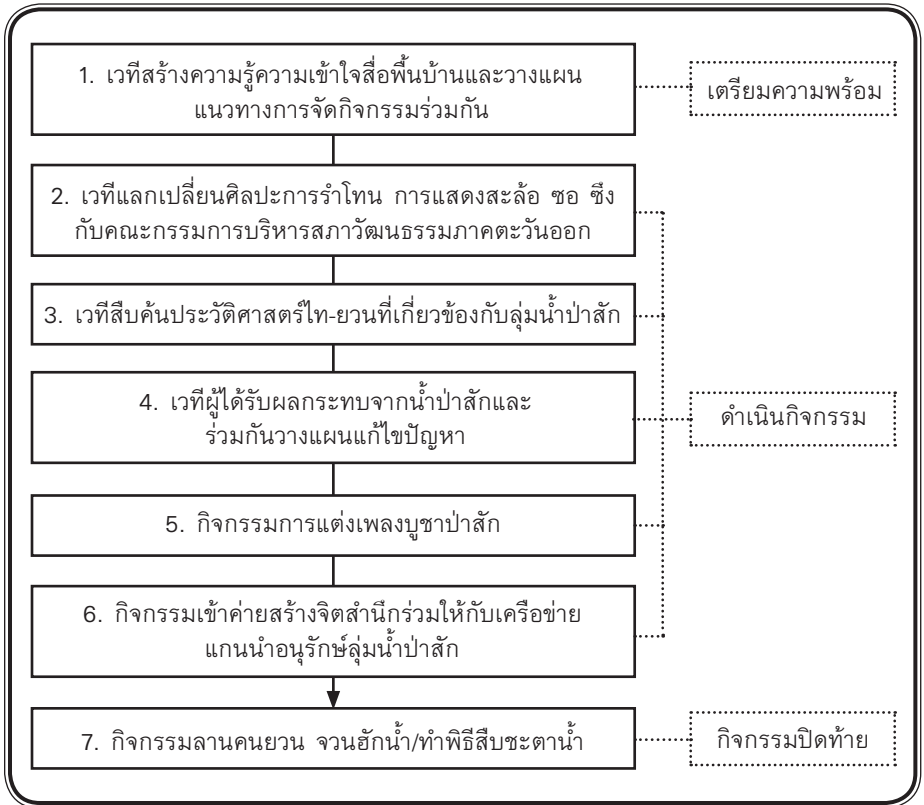 1. เวทีสร้างความรู้ความเข้าใจสื่อพื้นบ้านและวางแผน
แนวทางการจัดกิจกรรมร่วมกัน
เตรียมความพร้อม
2. เวทีแลกเปลี่ยนศิลปะการรำโทน การแสดงสะล้อ ซอ ซึง
กับคณะกรรมการบริหารสภาวัฒนธรรมภาคตะวันออก
3. เวทีสืบค้นประวัติศาสตร์ไท-ยวนที่เกี่ยวข้องกับลุ่มน้ำป่าสัก
4. เวทีผู้ได้รับผลกระทบจากน้ำป่าสักและ
ร่วมกันวางแผนแก้ไขปัญหา
ดำเนินกิจกรรม
5. กิจกรรมการแต่งเพลงบูชาป่าสัก
6. กิจกรรมเข้าค่ายสร้างจิตสำนึกร่วมให้กับเครือข่าย
แกนนำอนุรักษ์ลุ่มน้ำป่าสัก
7. กิจกรรมลานคนยวน จวนฮักน้ำ/ทำพิธีสืบชะตาน้ำ
กิจกรรมปิดท้าย